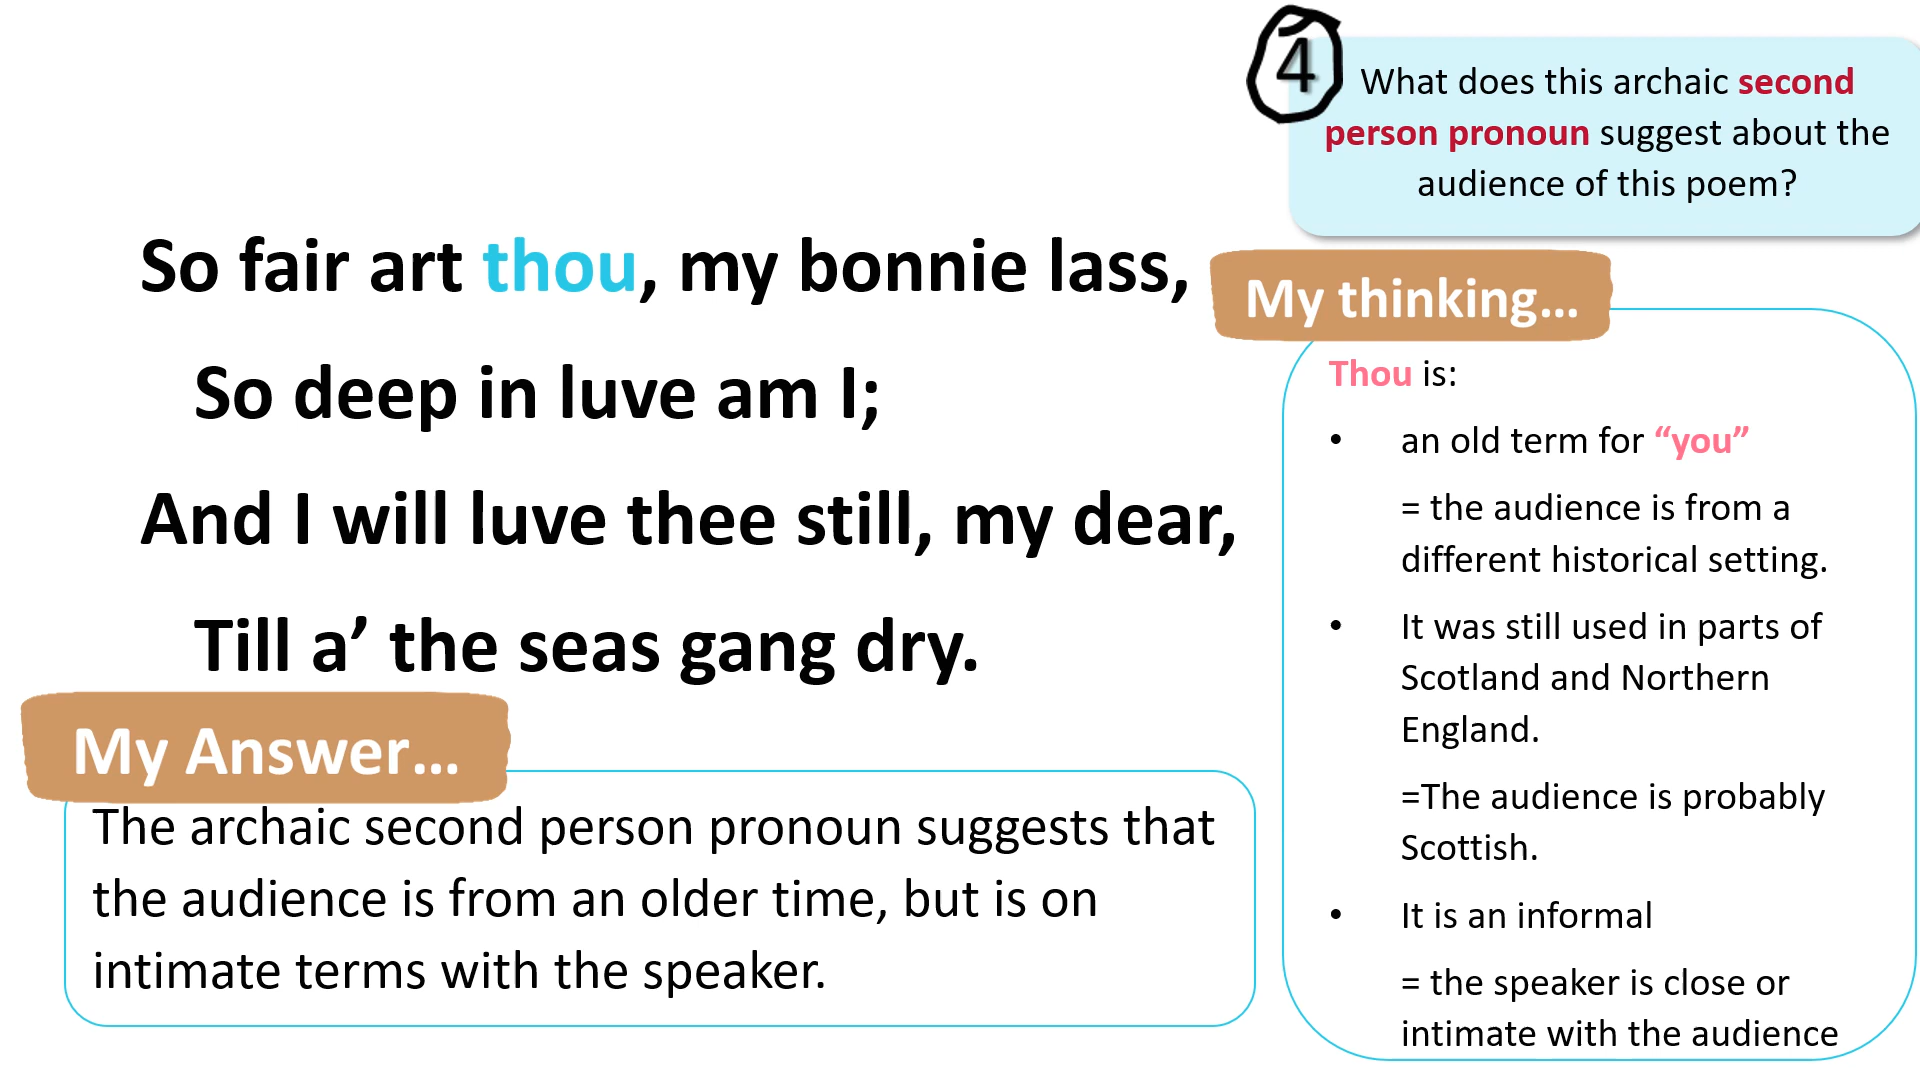 4
What does this archaic second
person pronoun suggest about the
audience of this poem?
So fair art thou, my bonnie lass,
So deep in luve am I;
And I will luve thee still, my dear,
Till a’ the seas gang dry.
My thinking...
Thou is:
• an old term for “you”
= the audience is from a
different historical setting.
• It was still used in parts of
Scotland and Northern
England.
=The audience is probably
Scottish.
• It is an informal
= the speaker is close or
intimate with the audience
My Answer...
The archaic second person pronoun suggests that
the audience is from an older time, but is on
intimate terms with the speaker.